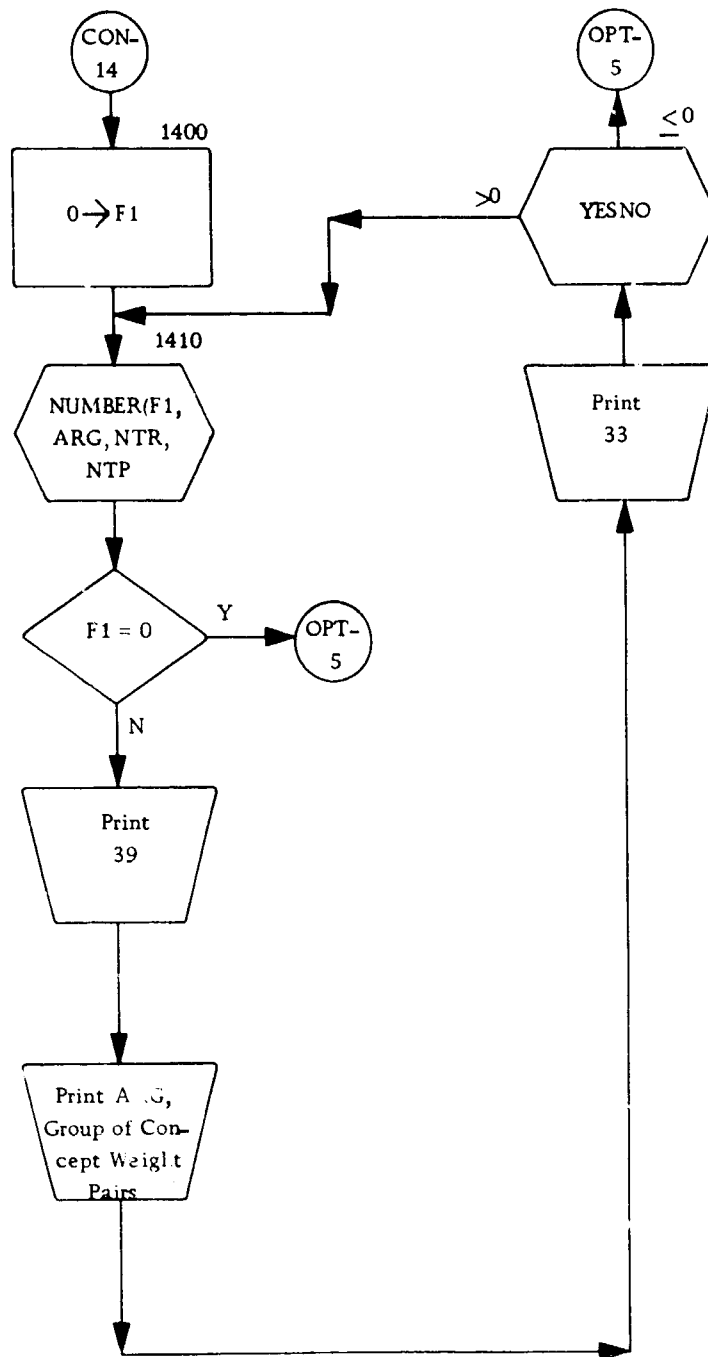 CON-
14
1400
0→F1
1410
NUMBER(F1,
ARG, NTR,
NTP
F1 = 0
Y
OPT-
5
N
Print
39
Print
Group of Con-
cept Weight
Pairs
OPT-
5
≤0
>0
YESNO
Print
33